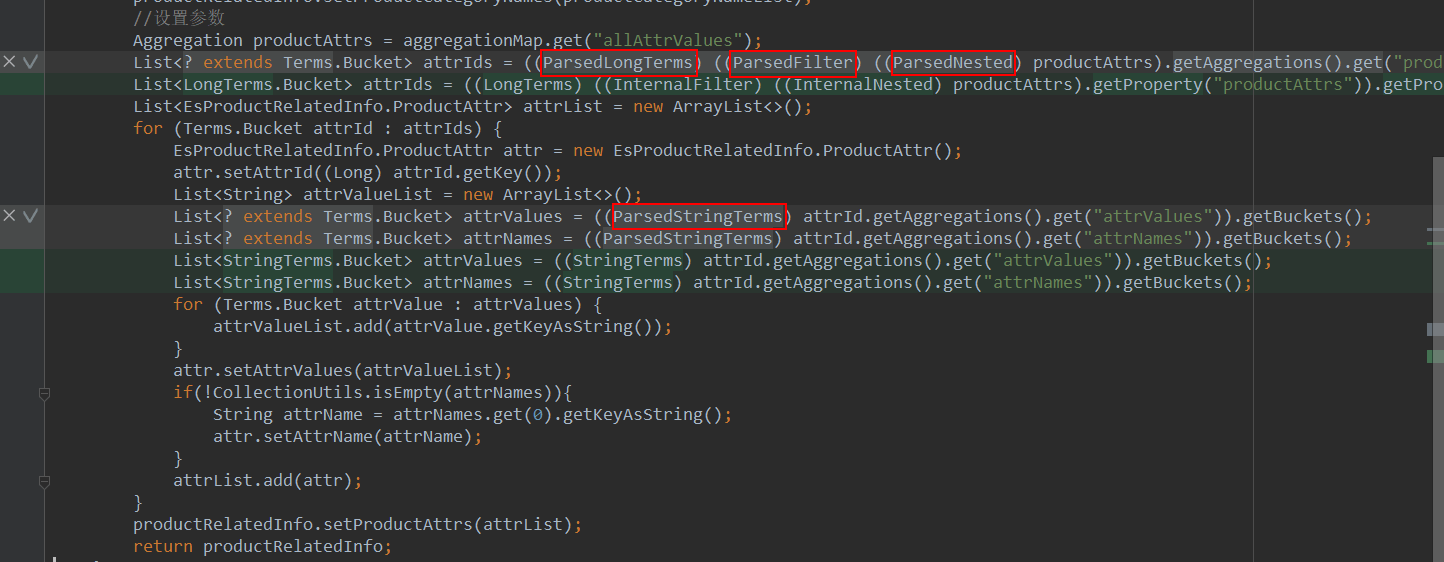 productRelatedInfo.setProductCategoryNames(productCategoryNameList);
//设置参数
Aggregation productAttrs = aggregationMap.get("allAttrValues");
List<? extends Terms.Bucket> attrIds = ((ParsedLongTerms) ((ParsedFilter) ((ParsedNested) productAttrs).getAggregations().get("prod
List<LongTerms.Bucket> attrIds = ((LongTerms) ((InternalFilter) ((InternalNested) productAttrs).getProperty("productAttrs")).getPro
List<EsProductRelatedInfo.ProductAttr> attrList = new ArrayList<>();
for (Terms.Bucket attrId : attrIds) {
EsProductRelatedInfo.ProductAttr attr = new EsProductRelatedInfo.ProductAttr();
attr.setAttrId((Long) attrId.getKey());
List<String> attrValueList = new ArrayList<>();
List<? extends Terms.Bucket> attrValues = ((ParsedStringTerms) attrId.getAggregations().get("attrValues")).getBuckets();
List<? extends Terms.Bucket> attrNames = ((ParsedStringTerms) attrId.getAggregations().get("attrNames")).getBuckets();
List<StringTerms.Bucket> attrValues = ((StringTerms) attrId.getAggregations().get("attrValues")).getBuckets();
List<StringTerms.Bucket> attrNames = ((StringTerms) attrId.getAggregations().get("attrNames")).getBuckets();
for (Terms.Bucket attrValue : attrValues) {
attrValueList.add(attrValue.getKeyAsString());
}
attr.setAttrValues(attrValueList);
if(!CollectionUtils.isEmpty(attrNames)){
String attrName = attrNames.get(0).getKeyAsString();
attr.setAttrName(attrName);
}
attrList.add(attr);
}
productRelatedInfo.setProductAttrs(attrList);
return productRelatedInfo;